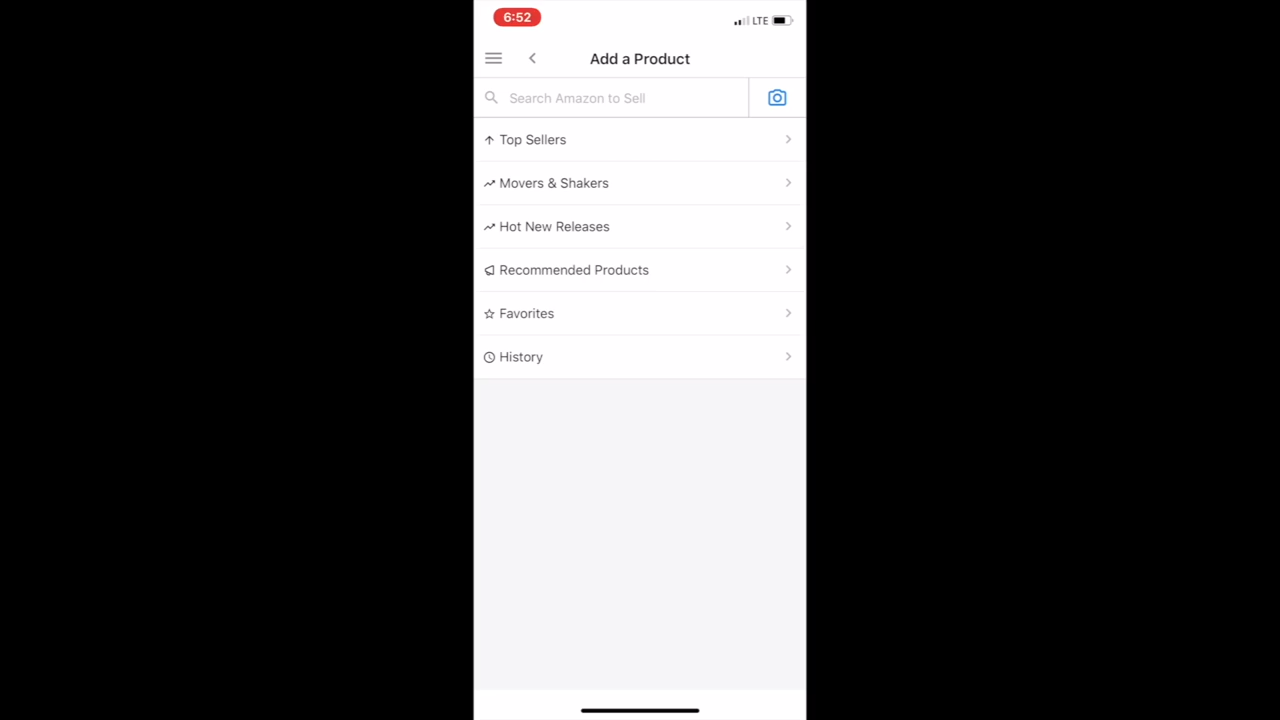 6:52
LTE
Add a Product
Search Amazon to Sell
Top Sellers
Movers & Shakers
Hot New Releases
Recommended Products
Favorites
History